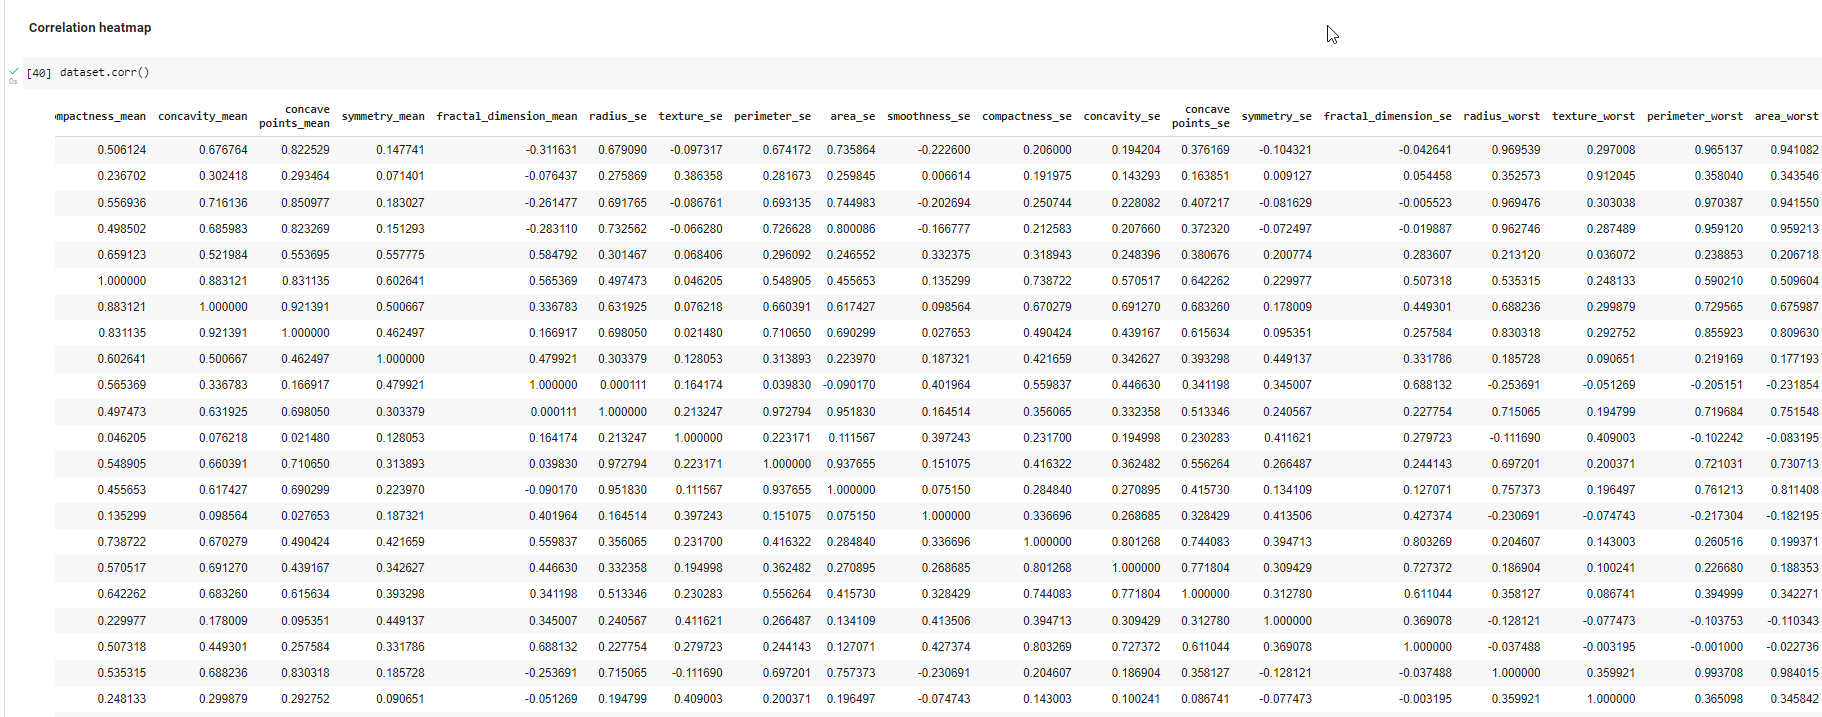 Correlation heatmap
[40] dataset.corr()
0s
mpactness_mean concavity_mean concave points_mean symmetry_mean fractal_dimension_mean radius_se texture_se perimeter_se area_se smoothness_se compactness_se concavity_se concave points_se symmetry_se fractal_dimension_se radius_worst texture_worst perimeter_worst area_worst
0.506124 0.676764 0.822529 0.147741 -0.311631 0.679090 -0.097317 0.674172 0.735864 -0.222600 0.206000 0.194204 0.376169 -0.104321 -0.042641 0.969539 0.297008 0.965137 0.941082
0.236702 0.302418 0.293464 0.071401 -0.076437 0.275869 0.386358 0.281673 0.259845 0.006614 0.191975 0.143293 0.163851 0.009127 0.054458 0.352573 0.912045 0.358040 0.343546
0.556936 0.716136 0.850977 0.183027 -0.261477 0.691765 -0.086761 0.693135 0.744983 -0.202694 0.250744 0.228082 0.407217 -0.081629 -0.005523 0.969476 0.303038 0.970387 0.941550
0.498502 0.685983 0.823269 0.151293 -0.283110 0.732562 -0.066280 0.726628 0.800086 -0.166777 0.212583 0.207660 0.372320 -0.072497 -0.019887 0.962746 0.287489 0.959120 0.959213
0.659123 0.521984 0.553695 0.557775 0.584792 0.301467 0.068406 0.296092 0.246552 0.332375 0.318943 0.248396 0.380676 0.200774 0.283607 0.213120 0.036072 0.238853 0.206718
1.000000 0.883121 0.831135 0.602641 0.565369 0.497473 0.046205 0.548905 0.455653 0.135299 0.738722 0.570517 0.642262 0.229977 0.507318 0.535315 0.248133 0.590210 0.509604
0.883121 1.000000 0.921391 0.500667 0.336783 0.631925 0.076218 0.660391 0.617427 0.098564 0.670279 0.691270 0.683260 0.178009 0.449301 0.688236 0.299879 0.729565 0.675987
0.831135 0.921391 1.000000 0.462497 0.166917 0.698050 0.021480 0.710650 0.690299 0.027653 0.490424 0.439167 0.615634 0.095351 0.257584 0.830318 0.292752 0.855923 0.809630
0.602641 0.500667 0.462497 1.000000 0.479921 0.303379 0.128053 0.313893 0.223970 0.187321 0.421659 0.342627 0.393298 0.449137 0.331786 0.185728 0.090651 0.219169 0.177193
0.565369 0.336783 0.166917 0.479921 1.000000 0.000111 0.164174 0.039830 -0.090170 0.401964 0.559837 0.446630 0.341198 0.345007 0.688132 -0.253691 -0.051269 -0.205151 -0.231854
0.497473 0.631925 0.698050 0.303379 0.000111 1.000000 0.213247 0.972794 0.951830 0.164514 0.356065 0.332358 0.513346 0.240567 0.227754 0.715065 0.194799 0.719684 0.751548
0.046205 0.076218 0.021480 0.128053 0.164174 0.213247 1.000000 0.223171 0.111567 0.397243 0.231700 0.194998 0.230283 0.411621 0.279723 -0.111690 0.409003 -0.102242 -0.083195
0.548905 0.660391 0.710650 0.313893 0.039830 0.972794 0.223171 1.000000 0.937655 0.151075 0.416322 0.362482 0.556264 0.266487 0.244143 0.697201 0.200371 0.721031 0.730713
0.455653 0.617427 0.690299 0.223970 -0.090170 0.951830 0.111567 0.937655 1.000000 0.075150 0.284840 0.270895 0.415730 0.134109 0.127071 0.757373 0.196497 0.761213 0.811408
0.135299 0.098564 0.027653 0.187321 0.401964 0.164514 0.397243 0.151075 0.075150 1.000000 0.336696 0.268685 0.328429 0.413506 0.427374 -0.230691 -0.074743 -0.217304 -0.182195
0.738722 0.670279 0.490424 0.421659 0.559837 0.356065 0.231700 0.416322 0.284840 0.336696 1.000000 0.801268 0.744083 0.394713 0.803269 0.204607 0.143003 0.260516 0.199371
0.570517 0.691270 0.439167 0.342627 0.446630 0.332358 0.194998 0.362482 0.270895 0.268685 0.801268 1.000000 0.771804 0.309429 0.727372 0.186904 0.100241 0.226680 0.188353
0.642262 0.683260 0.615634 0.393298 0.341198 0.513346 0.230283 0.556264 0.415730 0.328429 0.744083 0.771804 1.000000 0.312780 0.611044 0.358127 0.086741 0.394999 0.342271
0.229977 0.178009 0.095351 0.449137 0.345007 0.240567 0.411621 0.266487 0.134109 0.413506 0.394713 0.309429 0.312780 1.000000 0.369078 -0.128121 -0.077473 -0.103753 -0.110343
0.507318 0.449301 0.257584 0.331786 0.688132 0.227754 0.279723 0.244143 0.127071 0.427374 0.803269 0.727372 0.611044 0.369078 1.000000 -0.037488 -0.003195 -0.001000 -0.022736
0.535315 0.688236 0.830318 0.185728 -0.253691 0.715065 -0.111690 0.697201 0.757373 -0.230691 0.204607 0.186904 0.358127 -0.128121 -0.037488 1.000000 0.359921 0.993708 0.984015
0.248133 0.299879 0.292752 0.090651 -0.051269 0.194799 0.409003 0.200371 0.196497 -0.074743 0.143003 0.100241 0.086741 -0.077473 -0.003195 0.359921 1.000000 0.365098 0.345842